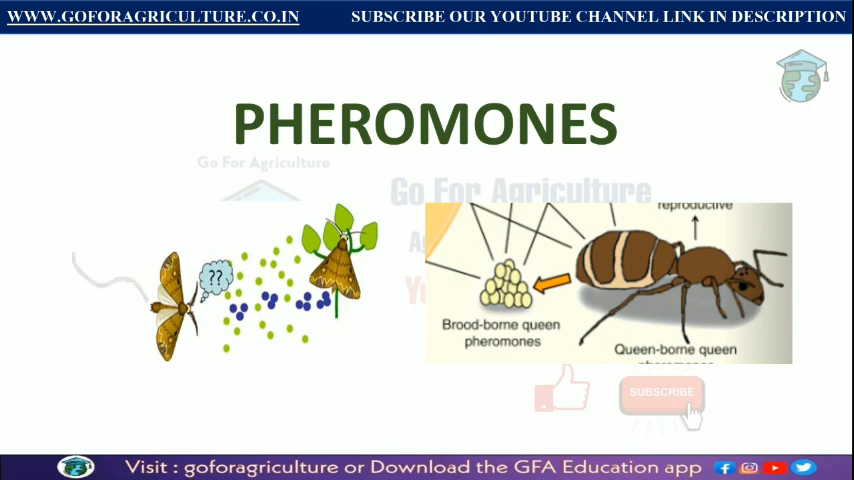 WWW.GOFORAGRICULTURE.CO.IN
SUBSCRIBE OUR YOUTUBE CHANNEL LINK IN DESCRIPTION
PHEROMONES
Go For Agriculture
Go For Agriculture
reproductive
??
Brood-borne queen
pheromones
Queen-borne queen
SUBSCRIBE
Visit : goforagriculture or Download the GFA Education app